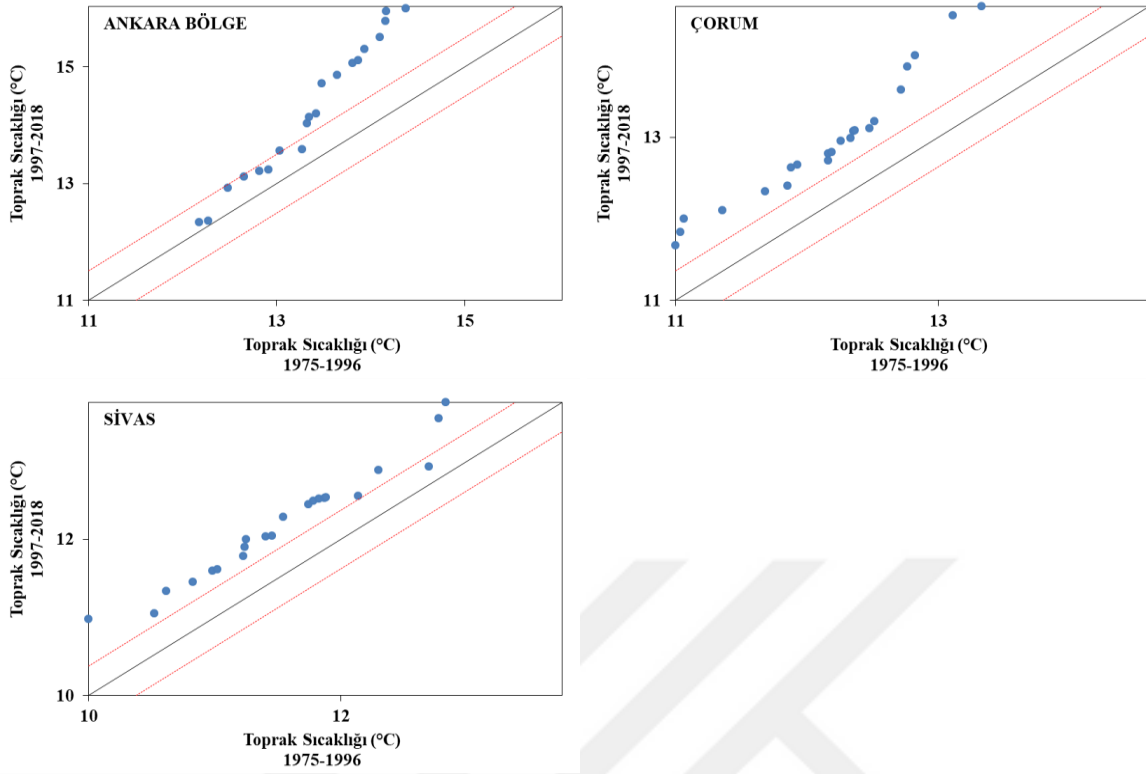 ANKARA BÖLGE
Toprak Sıcaklığı (°C)
1997-2018
15
13
11
11
13
15
Toprak Sıcaklığı (°C)
1975-1996
ÇORUM
Toprak Sıcaklığı (°C)
1997-2018
13
11
11
13
Toprak Sıcaklığı (°C)
1975-1996
SİVAS
Toprak Sıcaklığı (°C)
1997-2018
12
10
10
12
Toprak Sıcaklığı (°C)
1975-1996